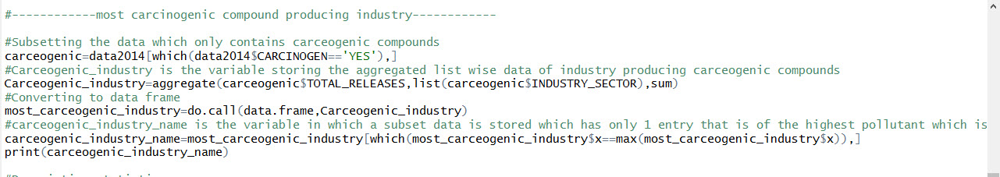 #------------most carcinogenic compound producing industry------------
#Subsetting the data which only contains carceogenic compounds
carceogenic=data2014[which(data2014$CARCINOGEN=='YES'),]
#Carceogenic_industry is the variable storing the aggregated list wise data of industry producing carceogenic compounds
Carceogenic_industry=aggregate(carceogenic$TOTAL_RELEASES,list(carceogenic$INDUSTRY_SECTOR),sum)
#Converting to data frame
most_carceogenic_industry=do.call(data.frame,Carceogenic_industry)
#carceogenic_industry_name is the variable in which a subset data is stored which has only 1 entry that is of the highest pollutant which is
carceogenic_industry_name=most_carceogenic_industry[which(most_carceogenic_industry$x==max(most_carceogenic_industry$x)),]
print(carceogenic_industry_name)